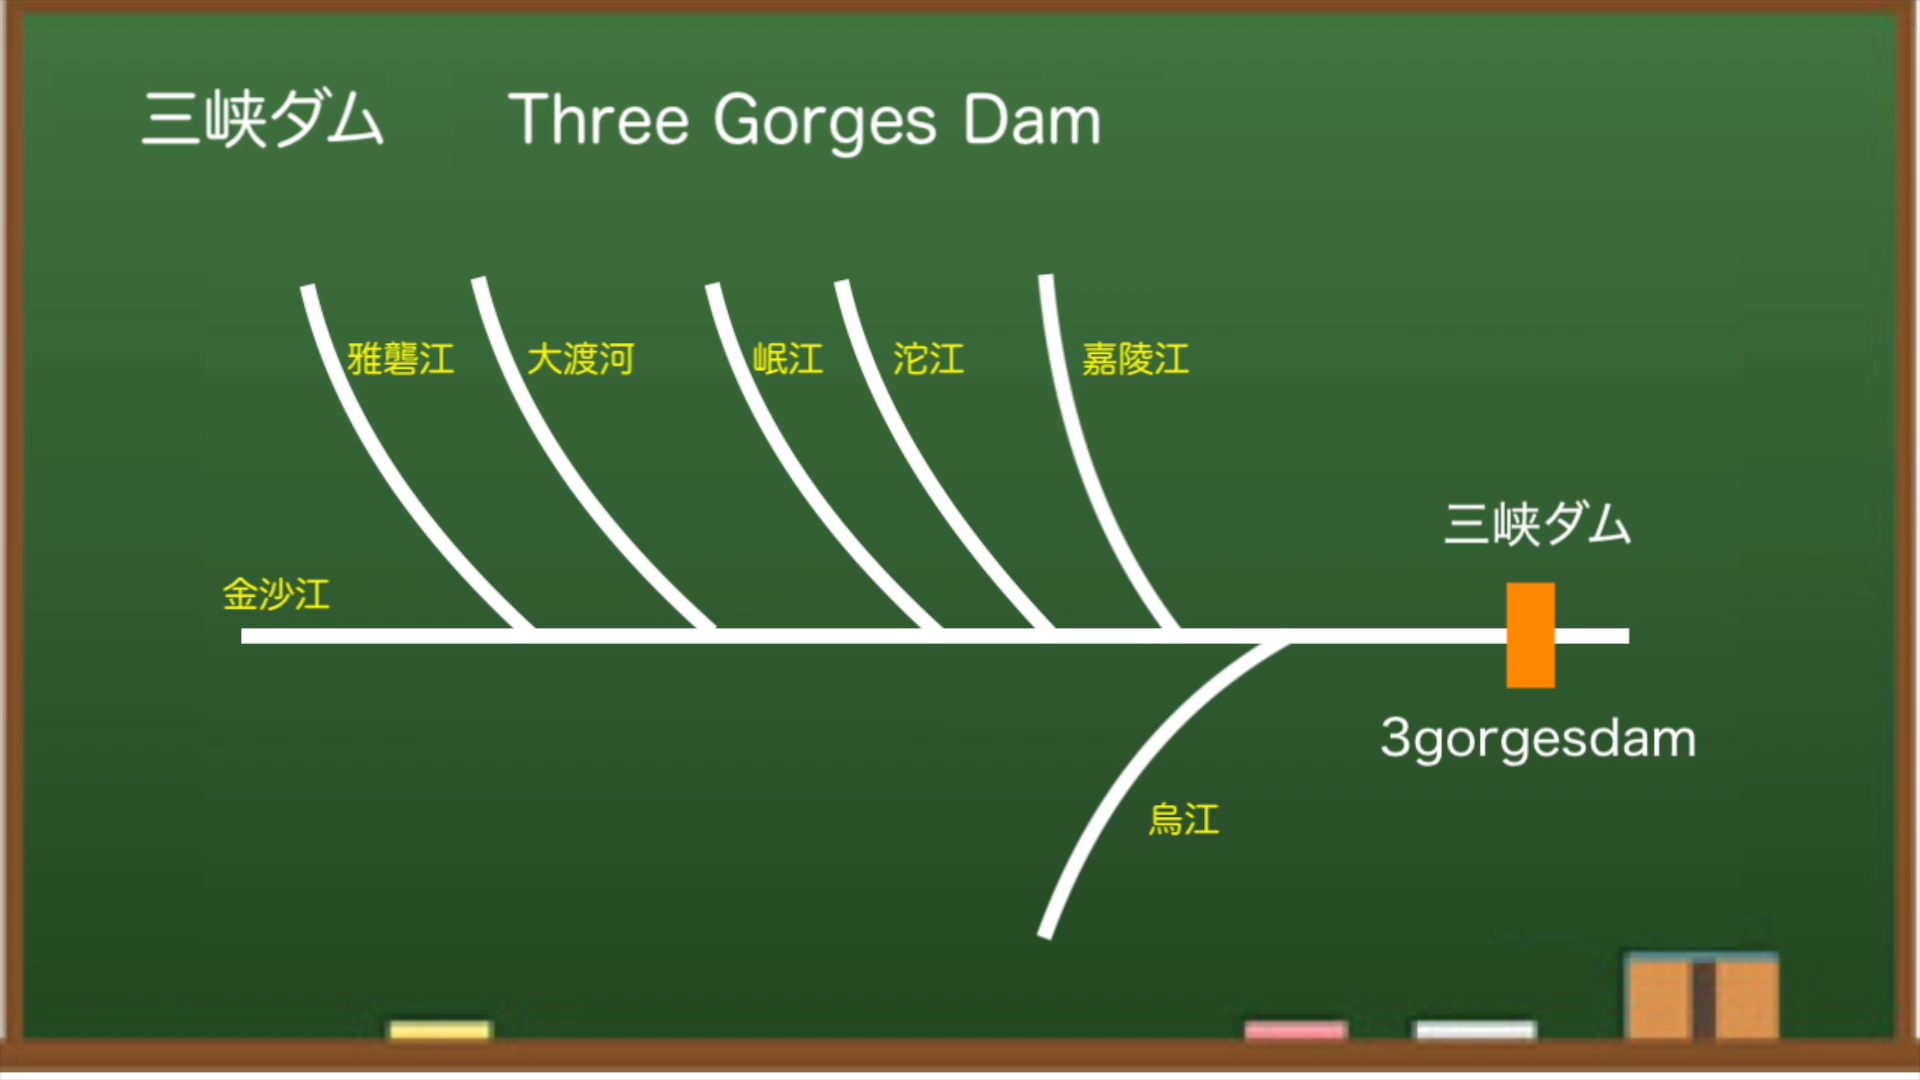 三峡ダム Three Gorges Dam
雅礱江 大渡河 岷江 沱江 嘉陵江
三峡ダム
金沙江
3gorgesdam
烏江